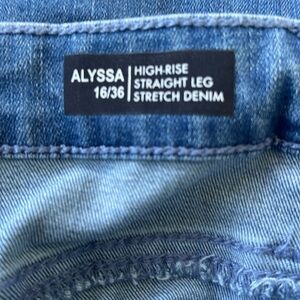 ALYSSA
16/36
HIGH-RISE
STRAIGHT LEG
STRETCH DENIM